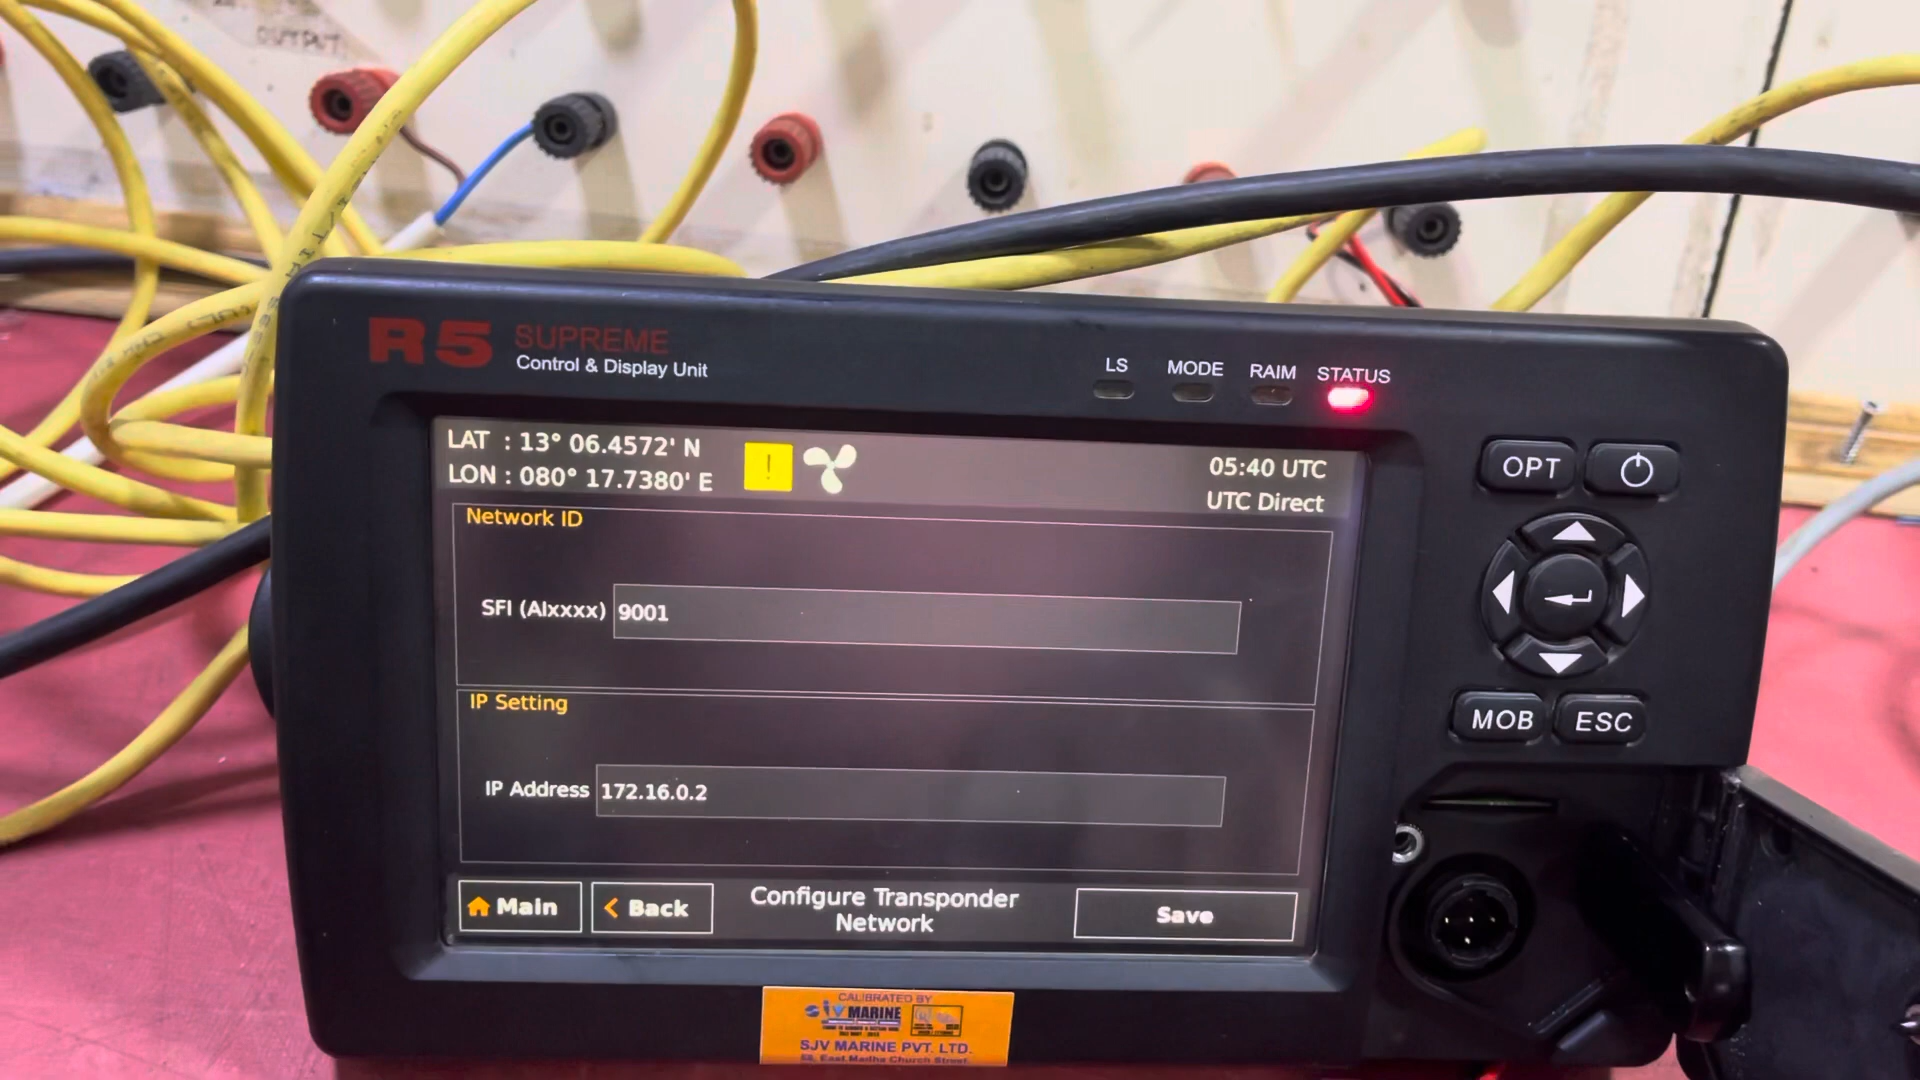 OUTPUT
R5 SUPREME
Control & Display Unit
LS MODE RAIM STATUS
LAT : 13° 06.4572' N
LON : 080° 17.7380' E
!
05:40 UTC
UTC Direct
OPT
Network ID
SFI (AIxxxx) 9001
IP Setting
IP Address 172.16.0.2
MOB ESC
Main
Back
Configure Transponder
Network
Save
CALIBRATED BY
SJV MARINE
SJV MARINE PVT. LTD.
East Madha Church Street